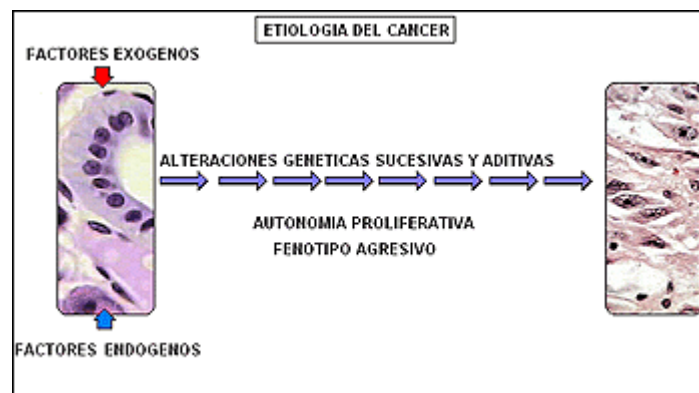 ETIOLOGIA DEL CANCER
FACTORES EXOGENOS
ALTERACIONES GENETICAS SUCESIVAS Y ADITIVAS
AUTONOMIA PROLIFERATIVA
FENOTIPO AGRESIVO
FACTORES ENDOGENOS